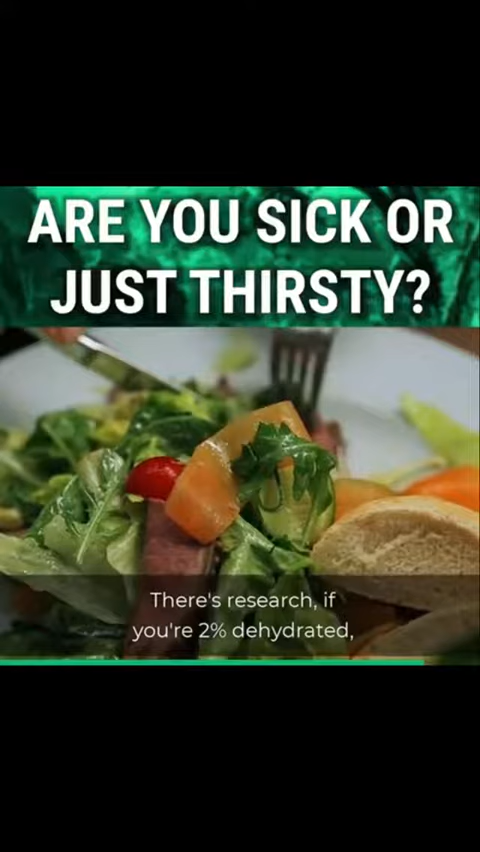 ARE YOU SICK OR
JUST THIRSTY?
There's research, if
you're 2% dehydrated,